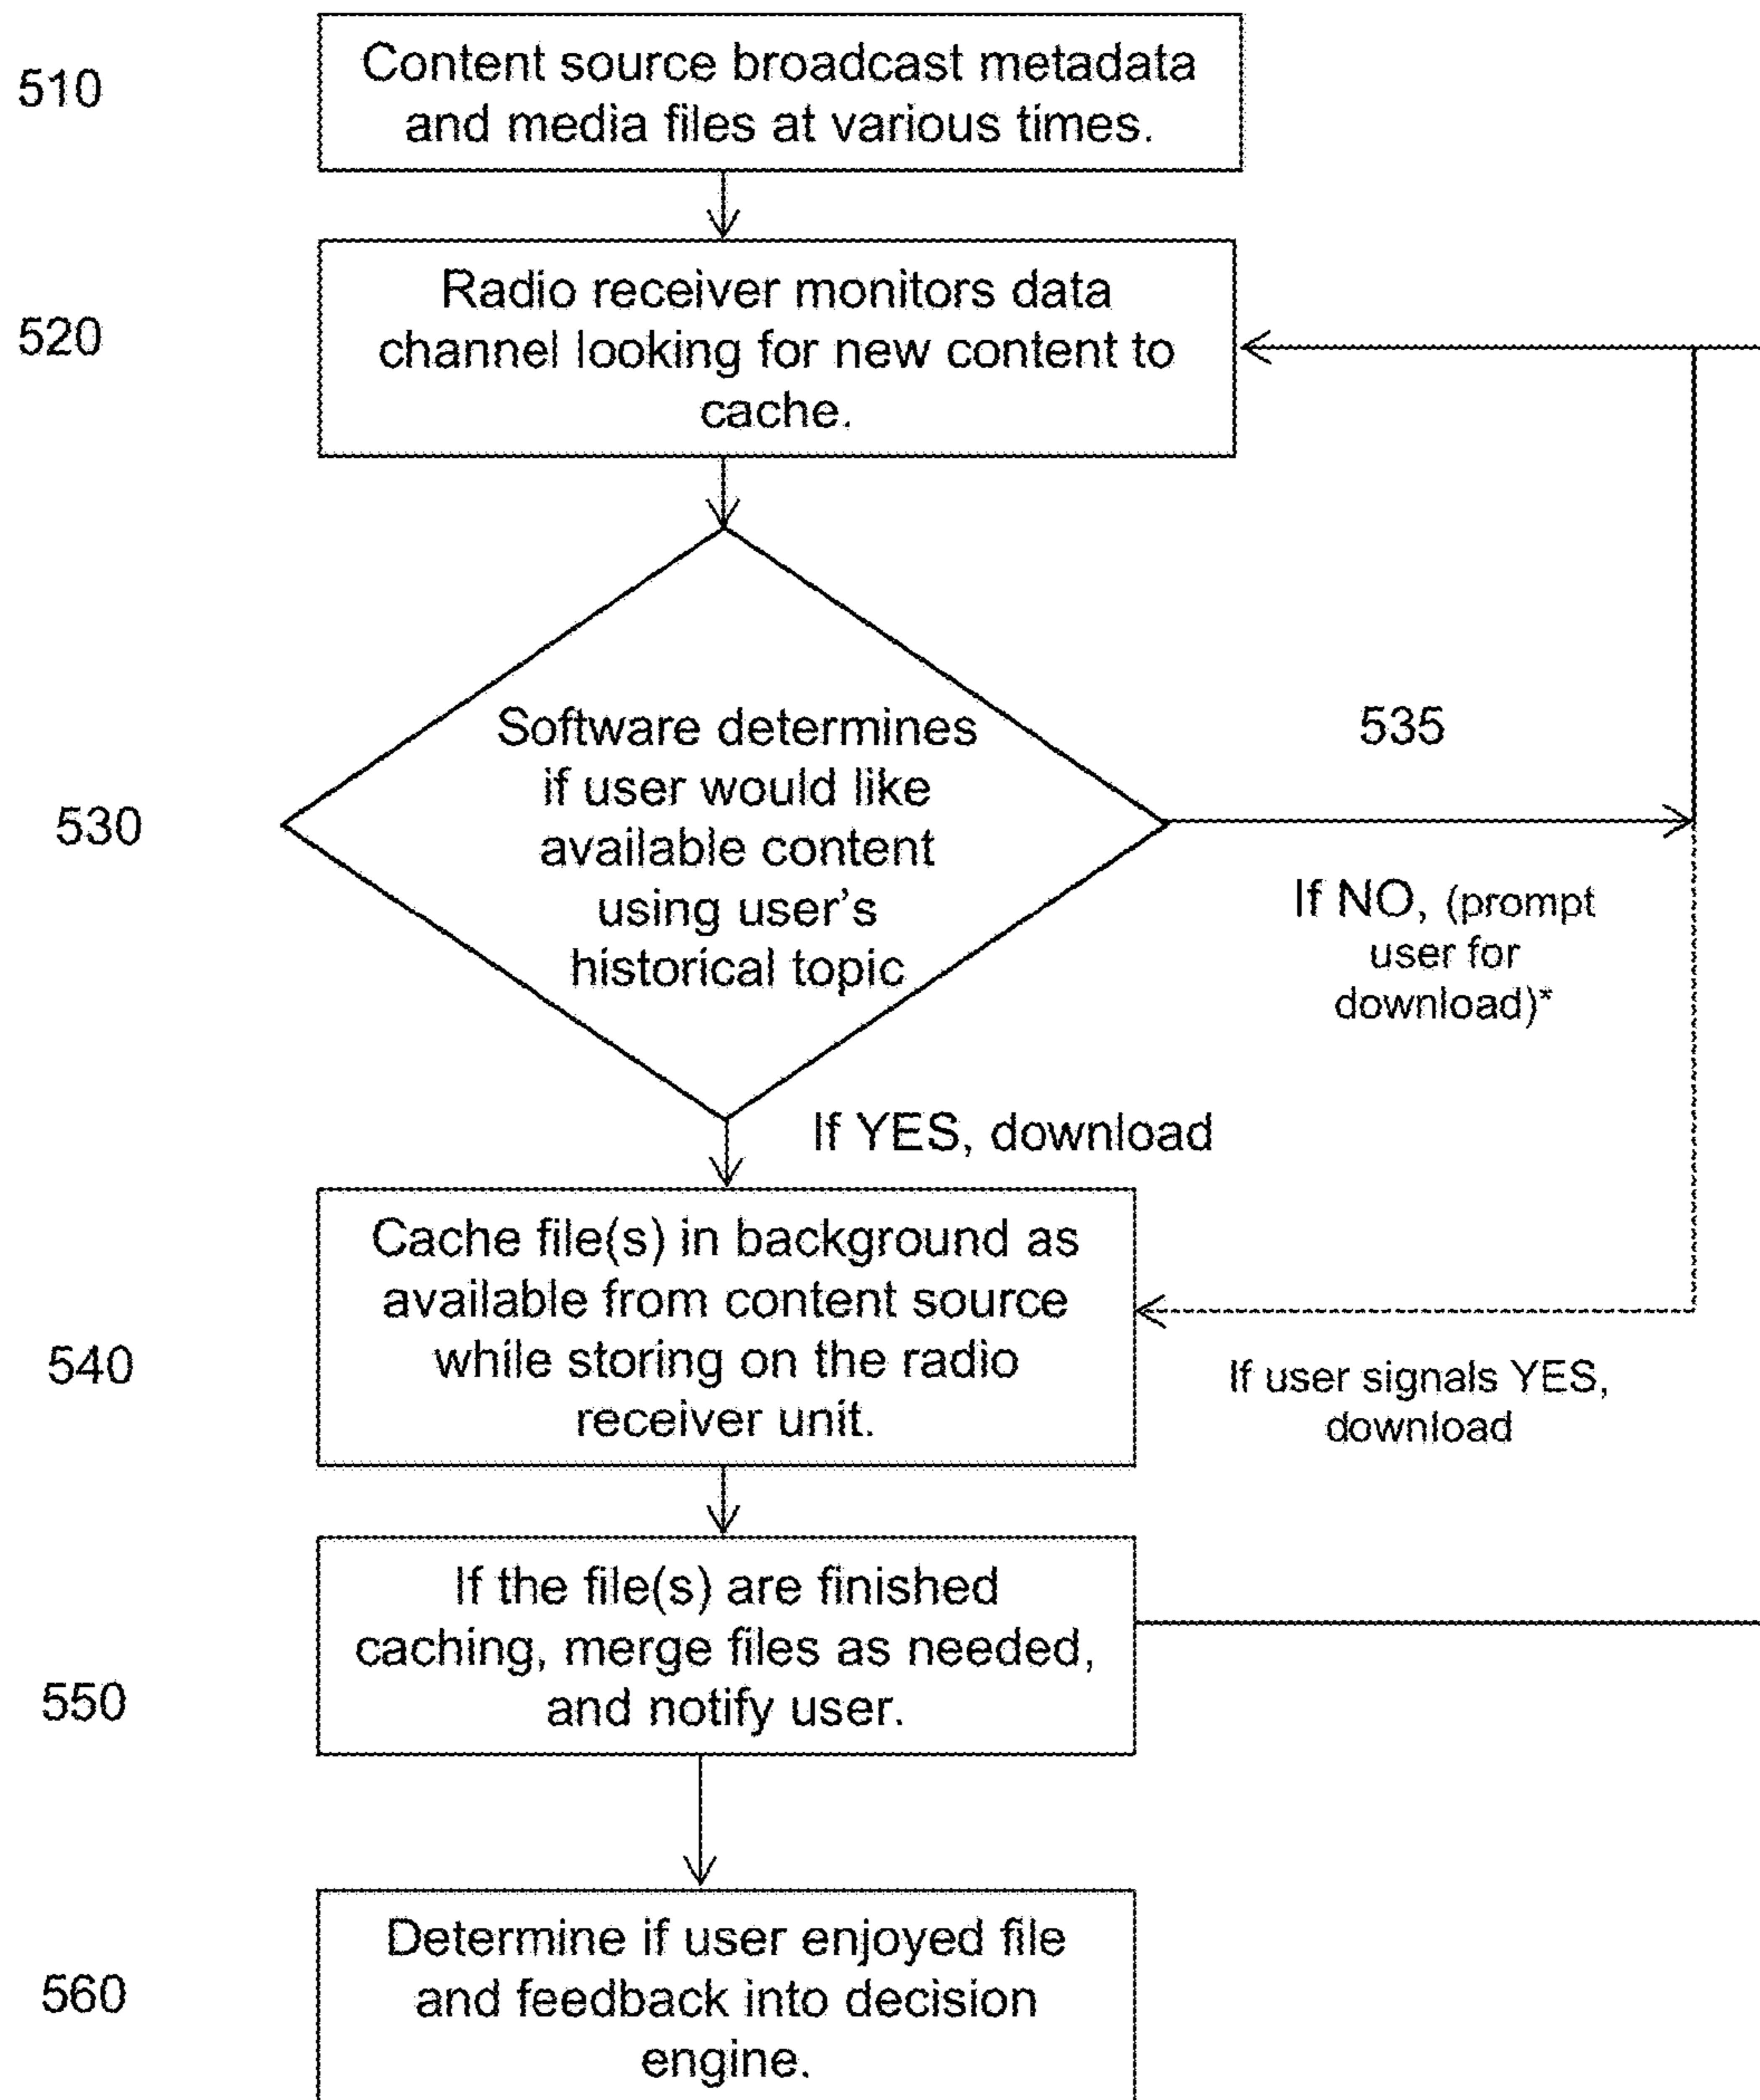 510
Content source broadcast metadata
and media files at various times.
520
Radio receiver monitors data
channel looking for new content to
cache.
530
Software determines
if user would like
available content
using user's
historical topic
535
If NO, (prompt
user for
download)*
If YES, download
540
Cache file(s) in background as
available from content source
while storing on the radio
receiver unit.
If user signals YES,
download
550
If the file(s) are finished
caching, merge files as needed,
and notify user.
560
Determine if user enjoyed file
and feedback into decision
engine.